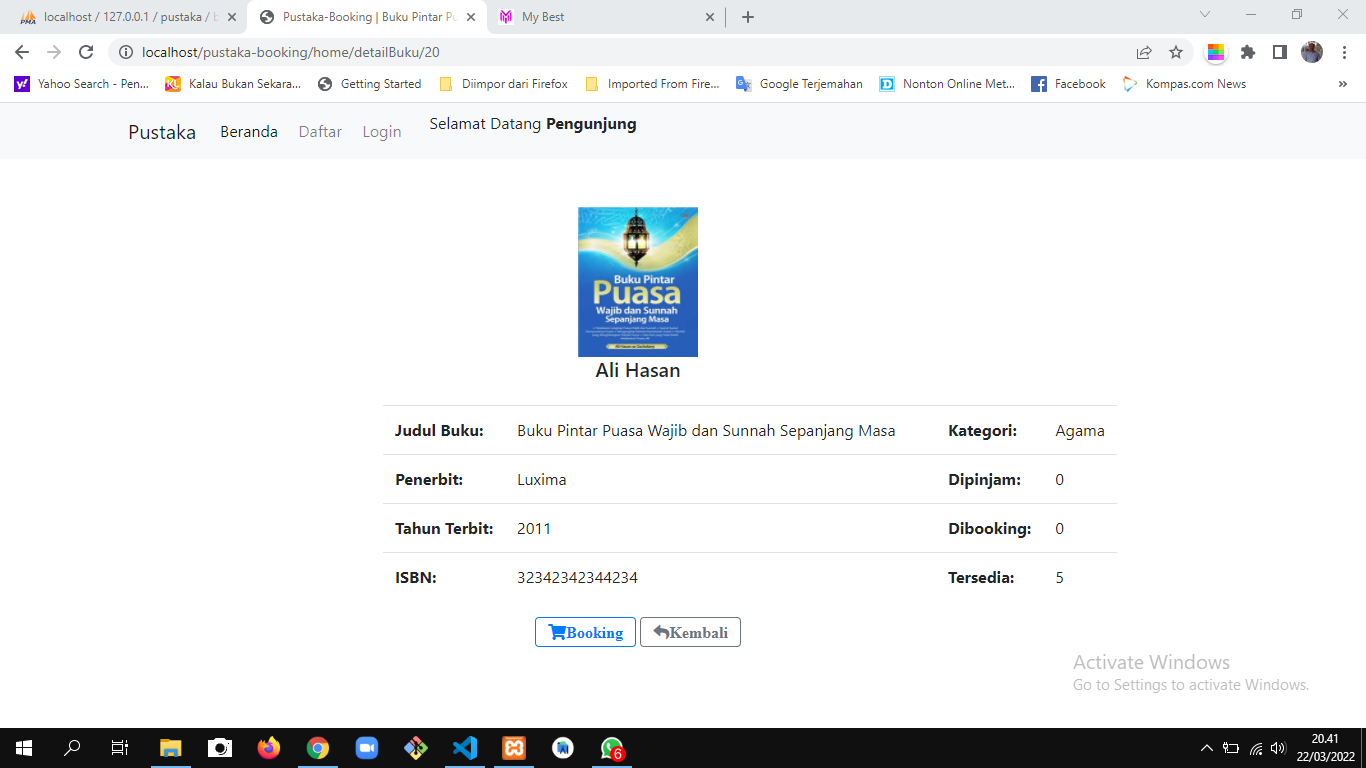 localhost / 127.0.0.1 / pustaka / b
Pustaka-Booking | Buku Pintar Pu
My Best
localhost/pustaka-booking/home/detailBuku/20
Yahoo Search - Pen...
Kalau Bukan Sekara...
Getting Started
Diimpor dari Firefox
Imported From Fire...
Google Terjemahan
Nonton Online Met...
Facebook
Kompas.com News
»
Pustaka Beranda Daftar Login Selamat Datang Pengunjung
Buku Pintar
Puasa
Wajib dan Sunnah
Sepanjang Masa
Ali Hasan
Judul Buku: Buku Pintar Puasa Wajib dan Sunnah Sepanjang Masa Kategori: Agama
Penerbit: Luxima Dipinjam: 0
Tahun Terbit: 2011 Dibooking: 0
ISBN: 32342342344234 Tersedia: 5
Booking Kembali
Activate Windows
Go to Settings to activate Windows.
6
20.41
22/03/2022